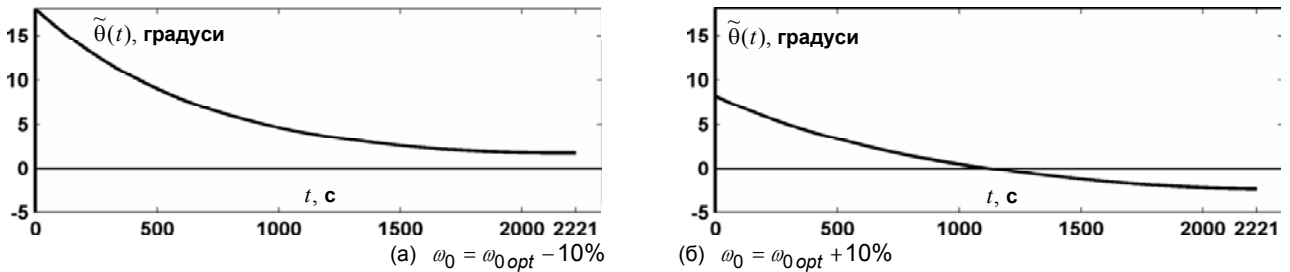 θ̃(t), градуси
15
10
5
0
-5
t, с
0 500 1000 1500 2000 2221
(а) ω₀ = ω₀ opt − 10%
θ̃(t), градуси
15
10
5
0
-5
t, с
0 500 1000 1500 2000 2221
(б) ω₀ = ω₀ opt + 10%